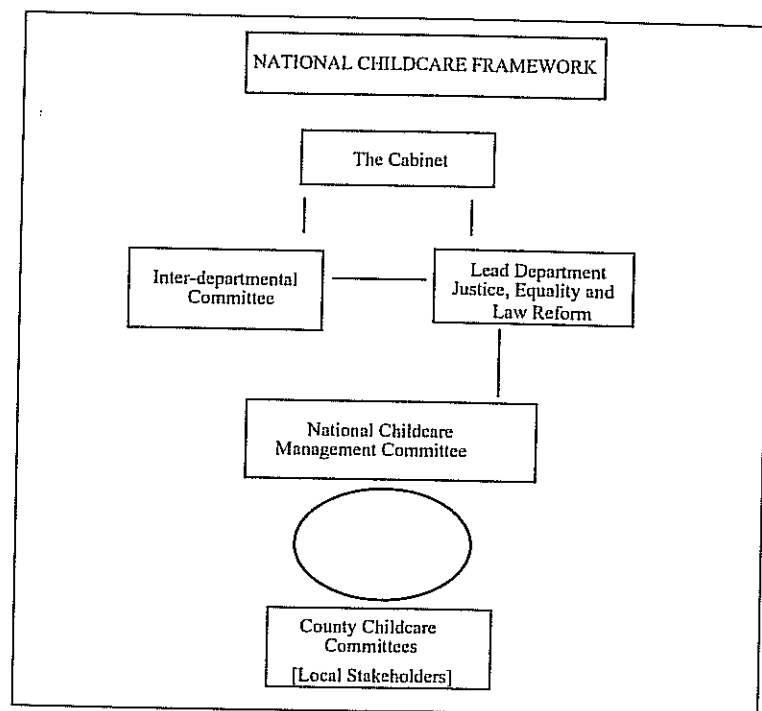 NATIONAL CHILDCARE FRAMEWORK
The Cabinet
Inter-departmental
Committee
Lead Department
Justice, Equality and
Law Reform
National Childcare
Management Committee
County Childcare
Committees
[Local Stakeholders]